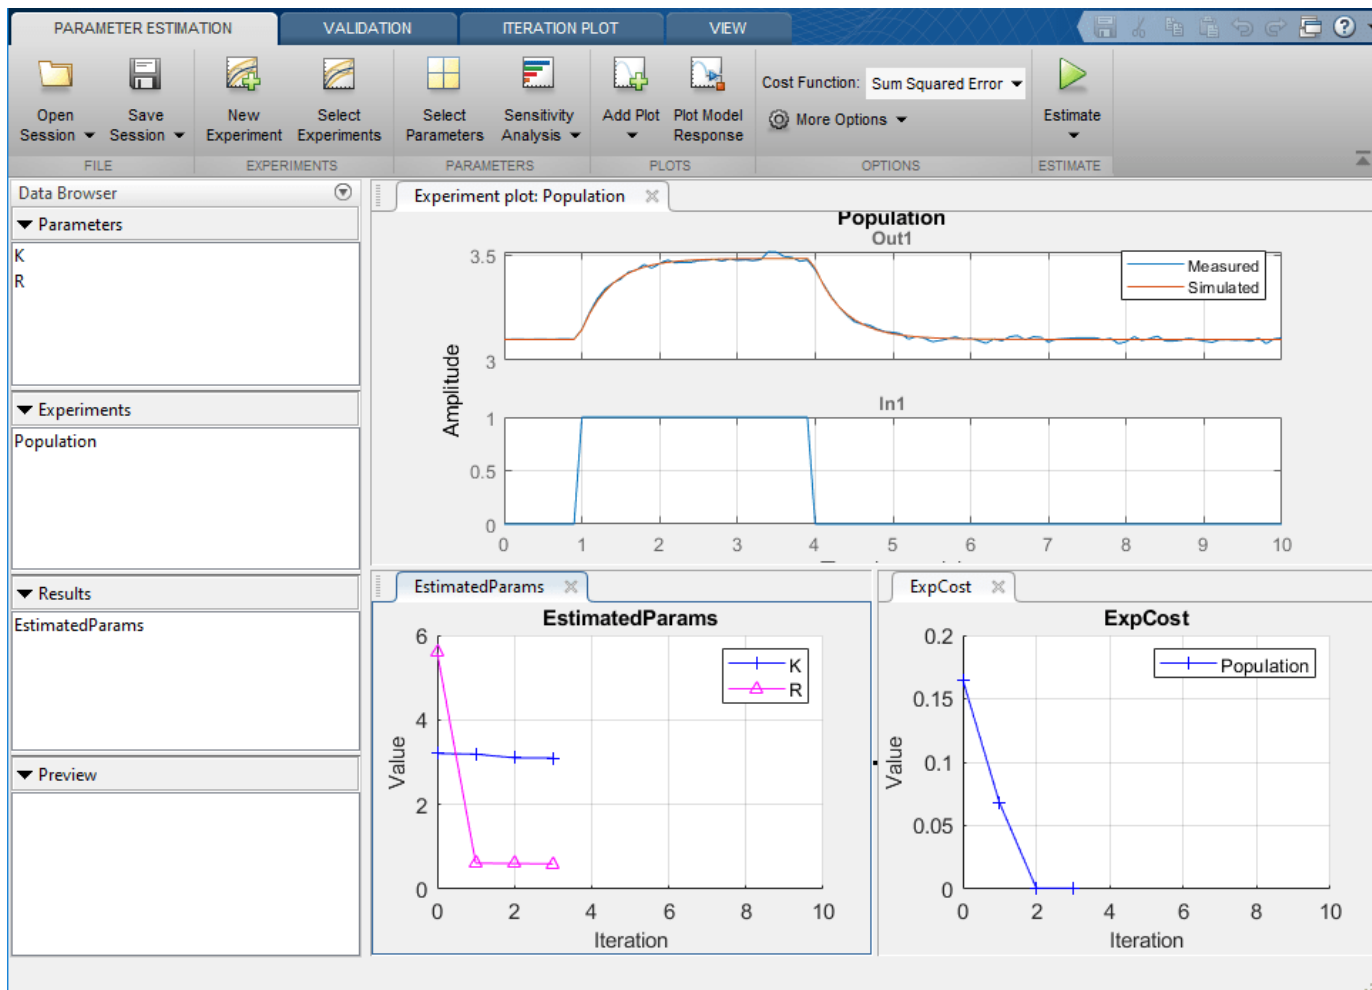 PARAMETER ESTIMATION VALIDATION ITERATION PLOT VIEW
Open Session
Save Session
New Experiment
Select Experiments
Select Parameters
Sensitivity Analysis
Add Plot
Plot Model Response
Cost Function: Sum Squared Error
More Options
Estimate
FILE EXPERIMENTS PARAMETERS PLOTS OPTIONS ESTIMATE
Data Browser
Parameters
K
R
Experiments
Population
Results
EstimatedParams
Preview
Experiment plot: Population
Population
Out1
3.5
3
Measured
Simulated
Amplitude
In1
1
0.5
0
0 1 2 3 4 5 6 7 8 9 10
EstimatedParams
EstimatedParams
6
4
2
0
Value
K
R
0 2 4 6 8 10
Iteration
ExpCost
ExpCost
0.2
0.15
0.1
0.05
0
Value
Population
0 2 4 6 8 10
Iteration